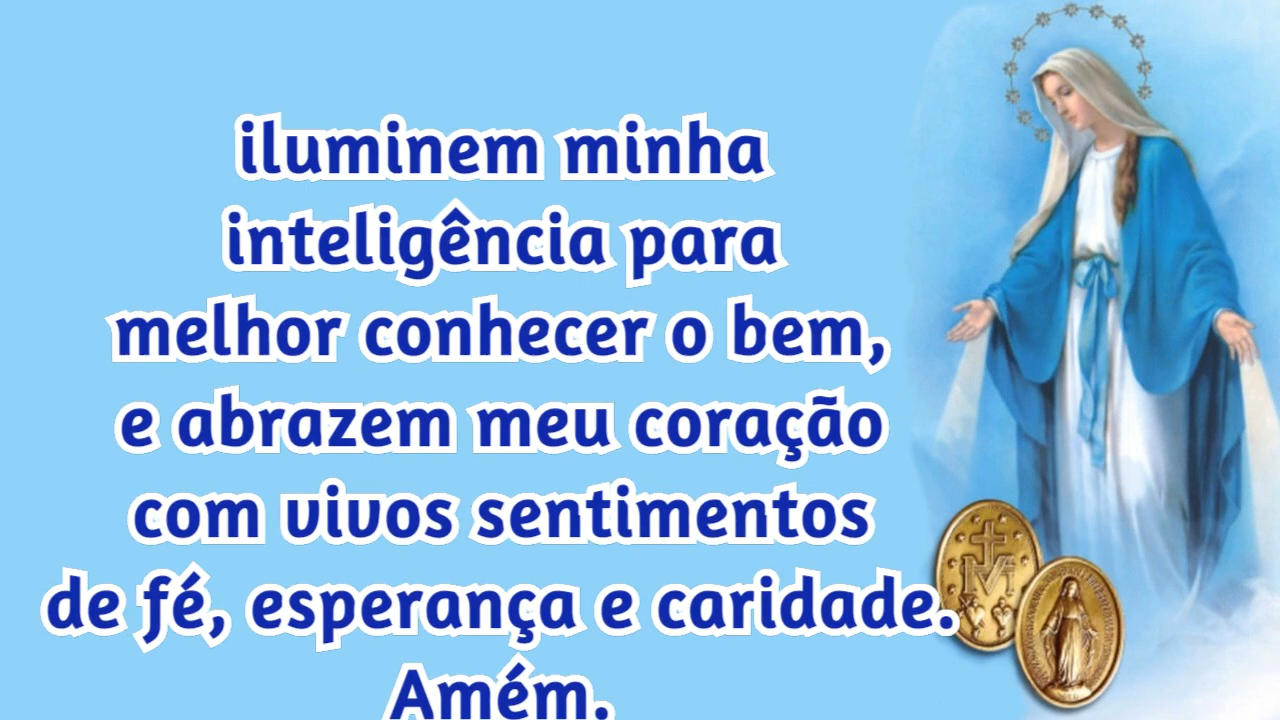 iluminem minha
inteligência para
melhor conhecer o bem,
e abrazem meu coração
com vivos sentimentos
de fé, esperança e caridade.
Amém.